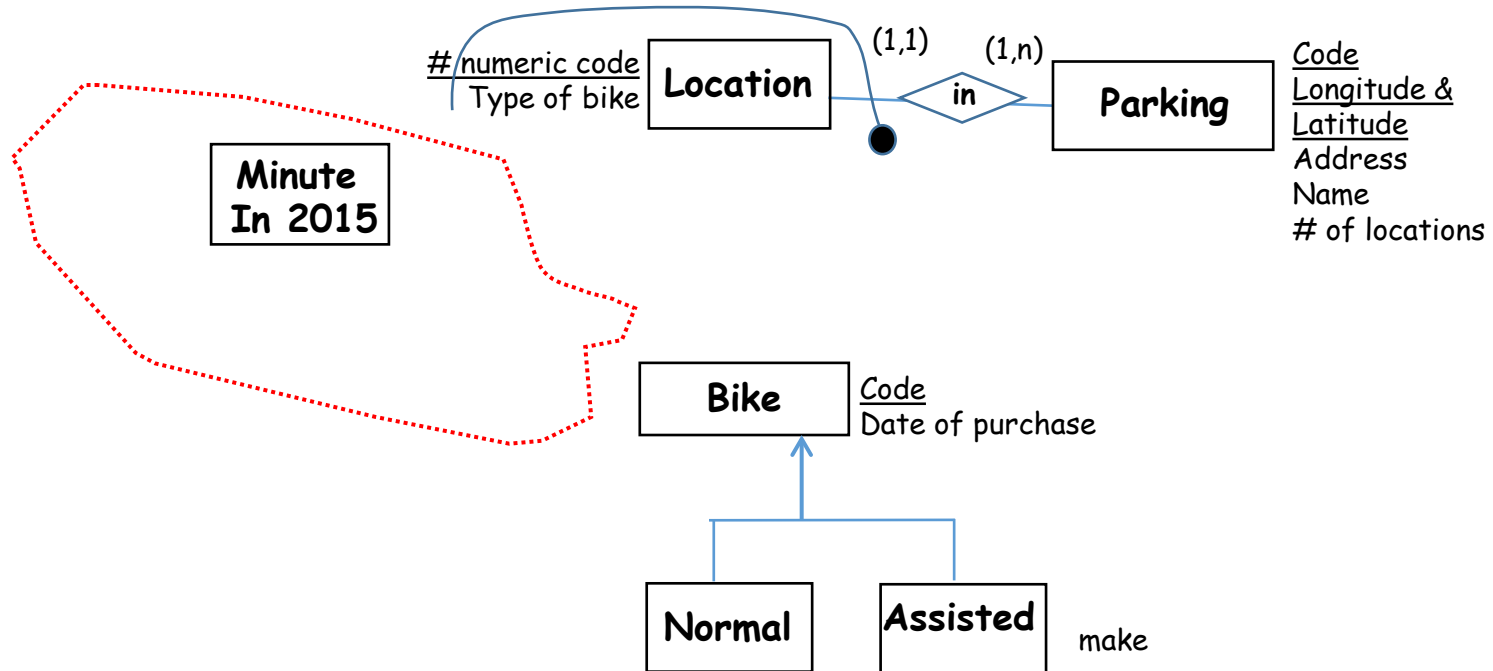 (1,1)
(1,n)
# numeric code
Type of bike
Location
in
Parking
Code
Longitude &
Latitude
Address
Name
# of locations
Minute
In 2015
Bike
Code
Date of purchase
Normal
Assisted
make